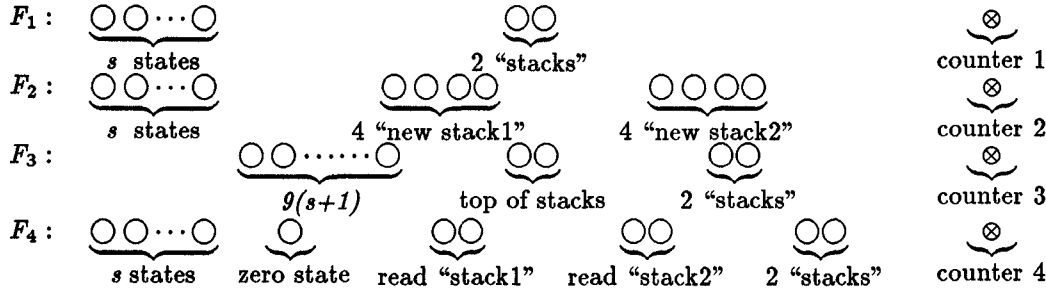 F₁ :
s states 2 “stacks” counter 1
F₂ :
s states 4 “new stack1” 4 “new stack2” counter 2
F₃ :
9(s+1) top of stacks 2 “stacks” counter 3
F₄ :
s states zero state read “stack1” read “stack2” 2 “stacks” counter 4